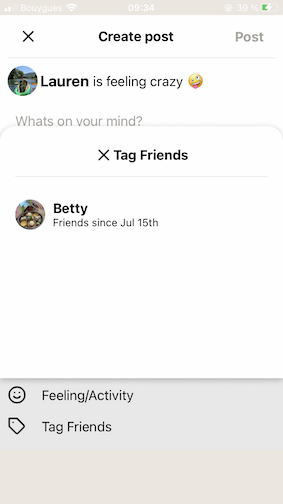 Bouygues 09:34 39 %
Create post Post
Lauren is feeling crazy 🤪
Whats on your mind?
Tag Friends
Betty
Friends since Jul 15th
Feeling/Activity
Tag Friends